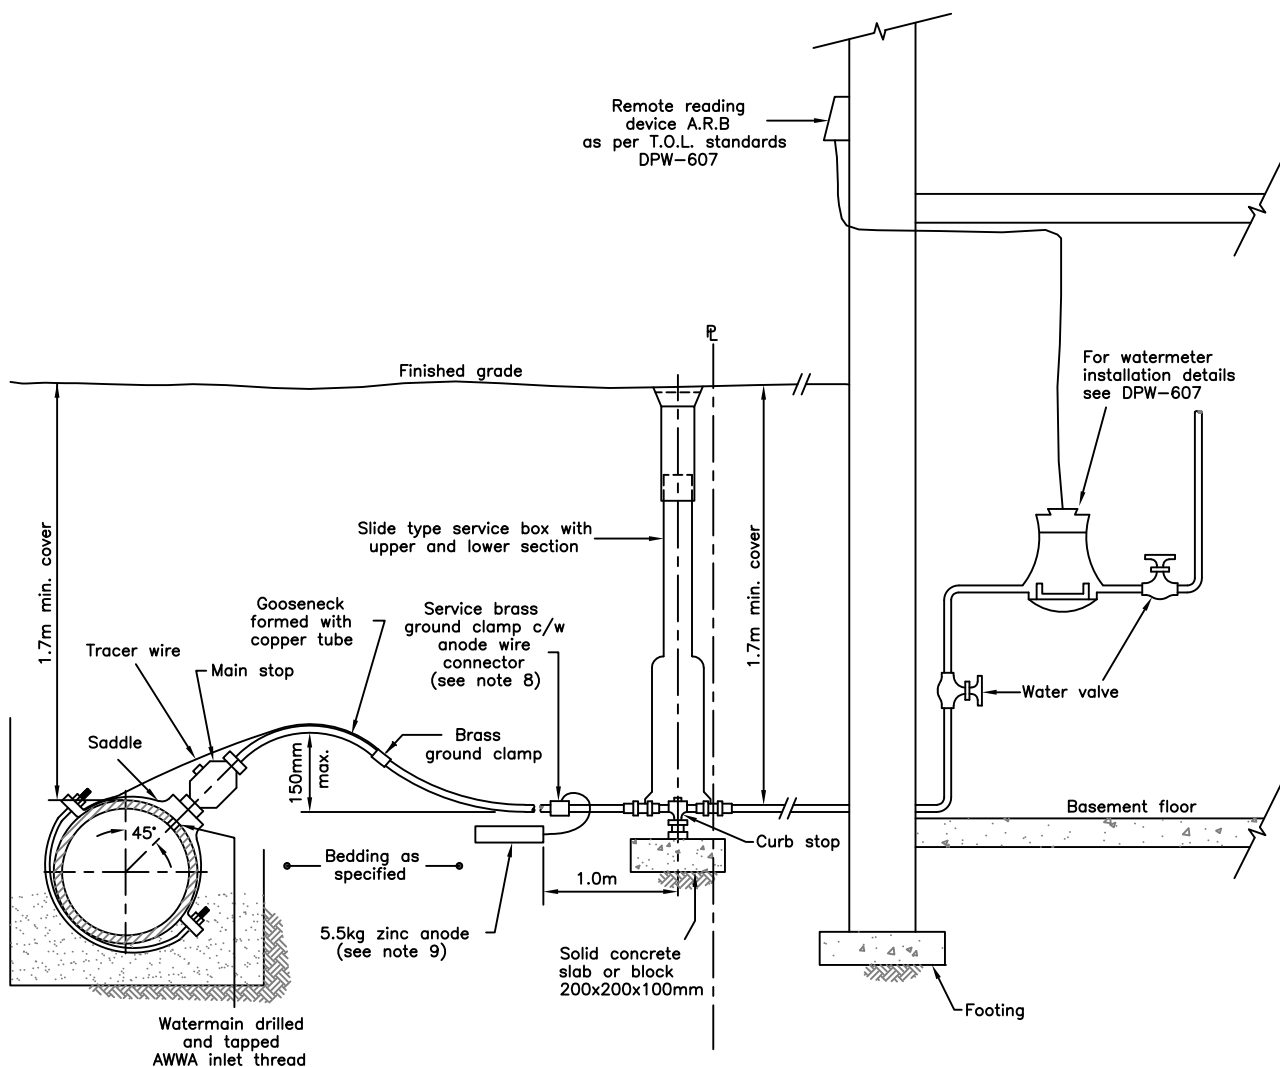 Remote reading
device A.R.B
as per T.O.L. standards
DPW-607
℄
Finished grade
For watermeter
installation details
see DPW-607
1.7m min. cover
Slide type service box with
upper and lower section
1.7m min. cover
Gooseneck
formed with
copper tube
Service brass
ground clamp c/w
anode wire
connector
(see note 8)
Tracer wire
Main stop
Water valve
Saddle
Brass
ground clamp
150mm
max.
Basement floor
45°
Curb stop
Bedding as
specified
1.0m
5.5kg zinc anode
(see note 9)
Solid concrete
slab or block
200x200x100mm
Footing
Watermain drilled
and tapped
AWWA inlet thread